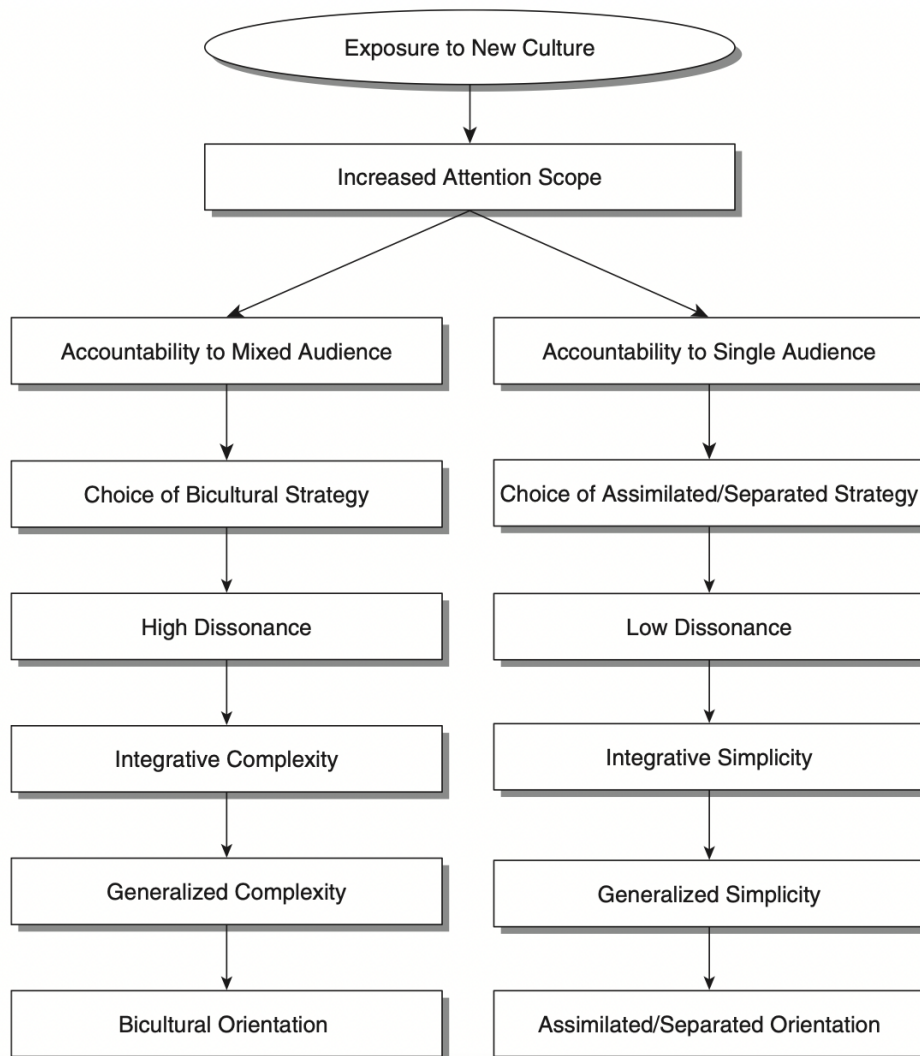 Exposure to New Culture
Increased Attention Scope
Accountability to Mixed Audience
Accountability to Single Audience
Choice of Bicultural Strategy
Choice of Assimilated/Separated Strategy
High Dissonance
Low Dissonance
Integrative Complexity
Integrative Simplicity
Generalized Complexity
Generalized Simplicity
Bicultural Orientation
Assimilated/Separated Orientation